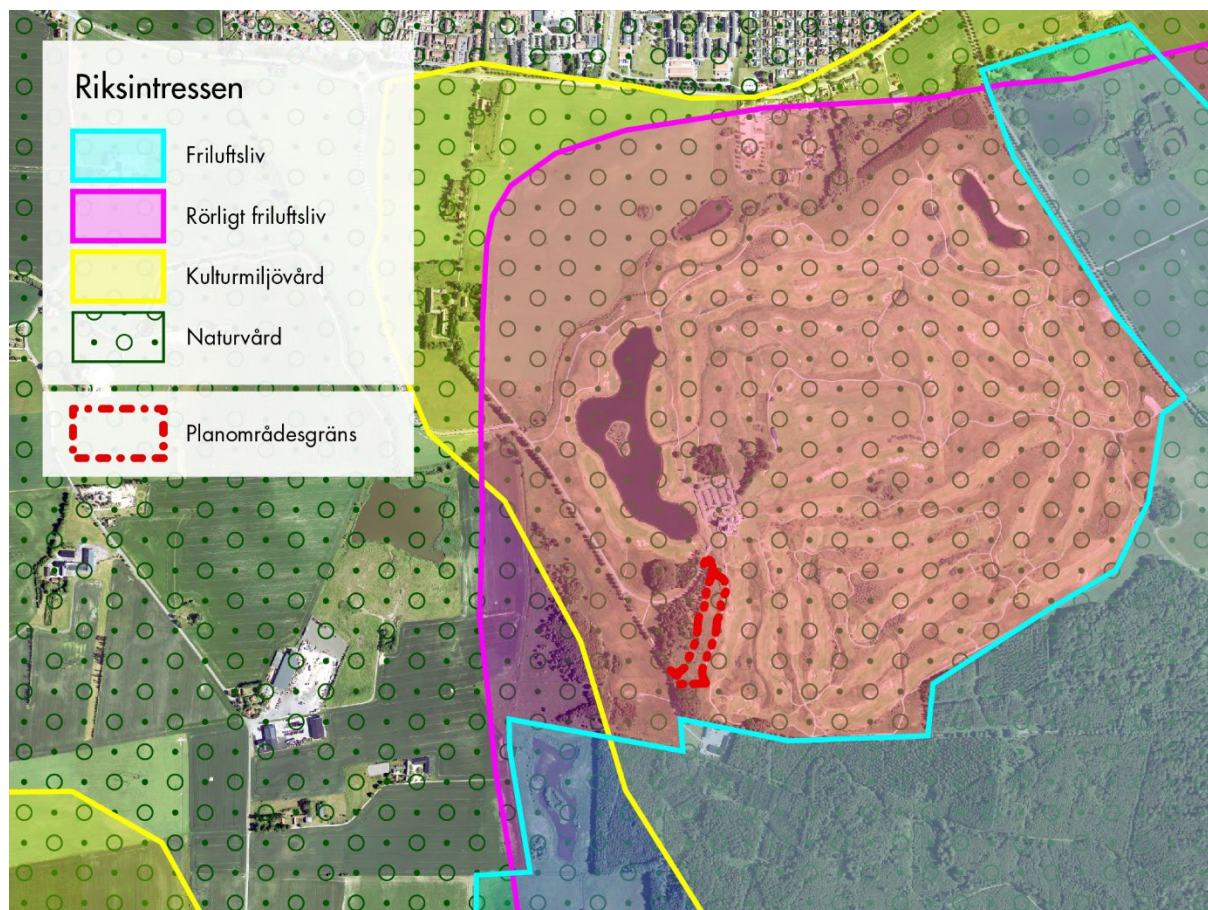 Riksintressen
Friluftsliv
Rörligt friluftsliv
Kulturmiljövård
Naturvård
Planområdesgräns